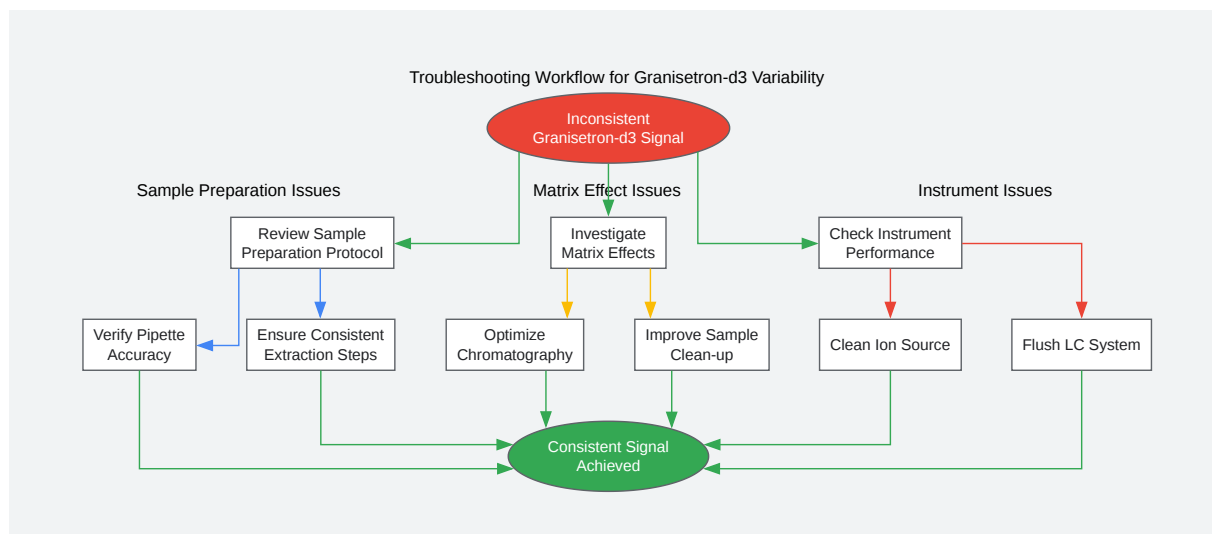 Troubleshooting Workflow for Granisetron-d3 Variability
Inconsistent
Granisetron-d3 Signal
Sample Preparation Issues
Matrix Effect Issues
Instrument Issues
Review Sample
Preparation Protocol
Investigate
Matrix Effects
Check Instrument
Performance
Verify Pipette
Accuracy
Ensure Consistent
Extraction Steps
Optimize
Chromatography
Improve Sample
Clean-up
Clean Ion Source
Flush LC System
Consistent Signal
Achieved